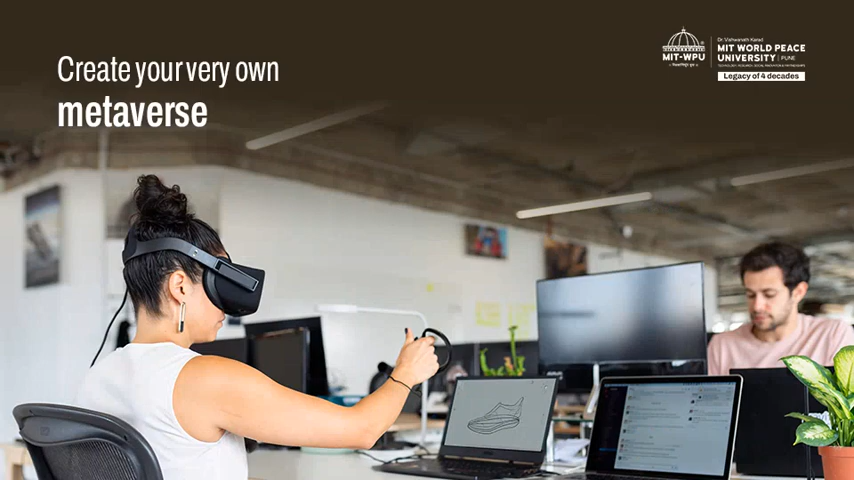 Create your very own
metaverse
MIT-WPU
Dr. Vishwanath Karad
MIT WORLD PEACE
UNIVERSITY | PUNE
TECHNOLOGY, RESEARCH, SOCIAL INNOVATION & PARTNERSHIPS
Legacy of 4 decades